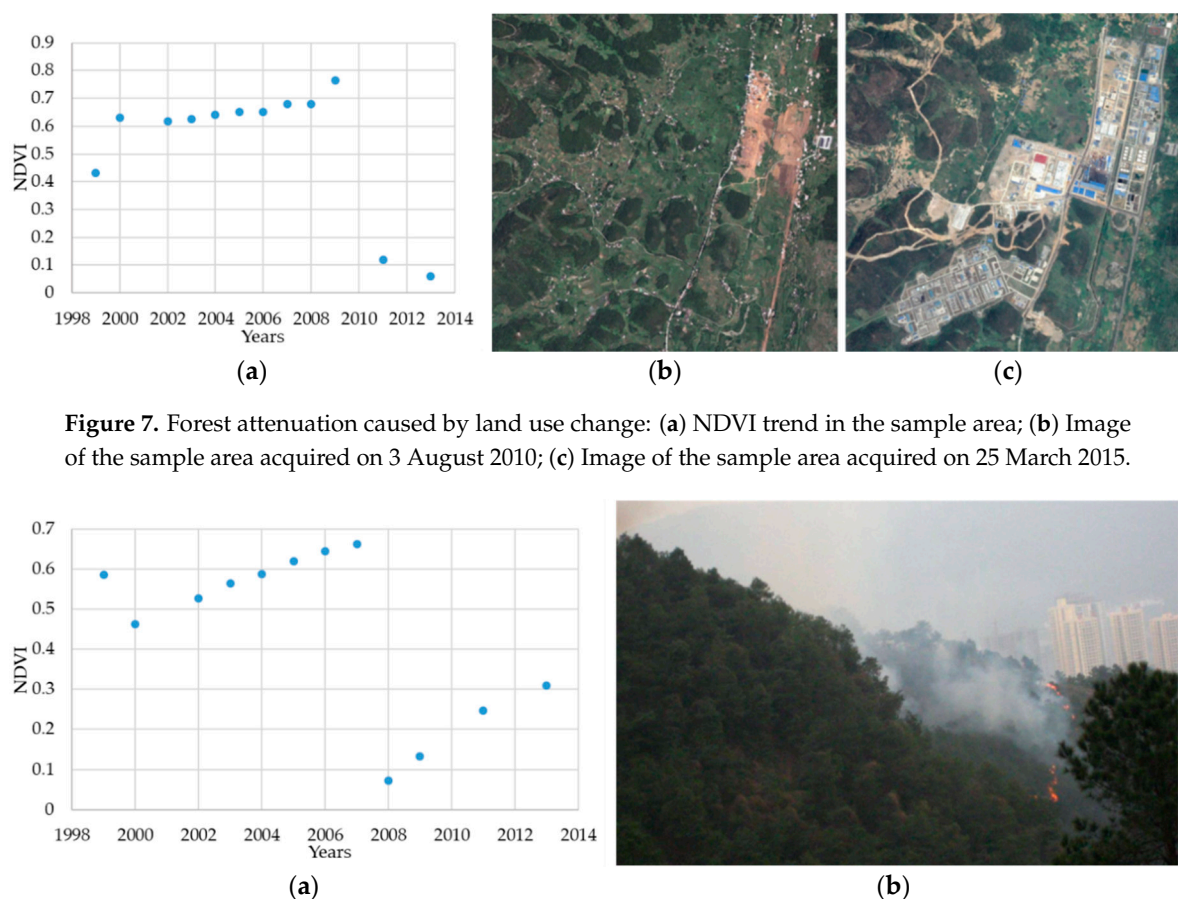 0.9
0.8
0.7
0.6
0.5
0.4
0.3
0.2
0.1
0
NDVI
1998 2000 2002 2004 2006 2008 2010 2012 2014
Years
(a)
(b)
(c)
Figure 7. Forest attenuation caused by land use change: (a) NDVI trend in the sample area; (b) Image
of the sample area acquired on 3 August 2010; (c) Image of the sample area acquired on 25 March 2015.
0.7
0.6
0.5
0.4
0.3
0.2
0.1
0
NDVI
1998 2000 2002 2004 2006 2008 2010 2012 2014
Years
(a)
(b)